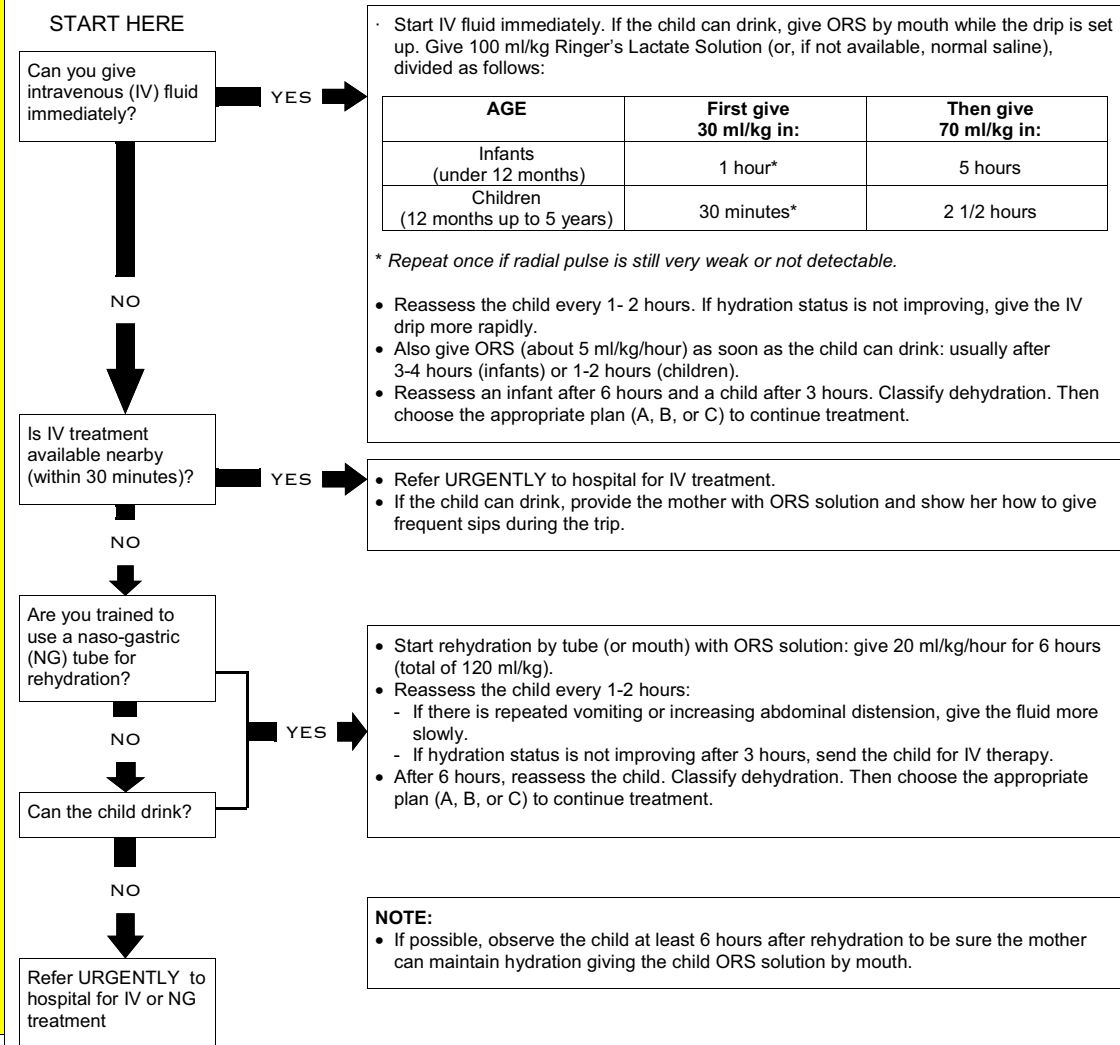 START HERE
Can you give
intravenous (IV) fluid
immediately?
YES
· Start IV fluid immediately. If the child can drink, give ORS by mouth while the drip is set
up. Give 100 ml/kg Ringer's Lactate Solution (or, if not available, normal saline),
divided as follows:
AGE
First give
30 ml/kg in:
Then give
70 ml/kg in:
Infants
(under 12 months)
1 hour*
5 hours
Children
(12 months up to 5 years)
30 minutes*
2 1/2 hours
* Repeat once if radial pulse is still very weak or not detectable.
• Reassess the child every 1- 2 hours. If hydration status is not improving, give the IV
drip more rapidly.
• Also give ORS (about 5 ml/kg/hour) as soon as the child can drink: usually after
3-4 hours (infants) or 1-2 hours (children).
• Reassess an infant after 6 hours and a child after 3 hours. Classify dehydration. Then
choose the appropriate plan (A, B, or C) to continue treatment.
NO
Is IV treatment
available nearby
(within 30 minutes)?
YES
• Refer URGENTLY to hospital for IV treatment.
• If the child can drink, provide the mother with ORS solution and show her how to give
frequent sips during the trip.
NO
Are you trained to
use a naso-gastric
(NG) tube for
rehydration?
NO
Can the child drink?
YES
• Start rehydration by tube (or mouth) with ORS solution: give 20 ml/kg/hour for 6 hours
(total of 120 ml/kg).
• Reassess the child every 1-2 hours:
- If there is repeated vomiting or increasing abdominal distension, give the fluid more
slowly.
- If hydration status is not improving after 3 hours, send the child for IV therapy.
• After 6 hours, reassess the child. Classify dehydration. Then choose the appropriate
plan (A, B, or C) to continue treatment.
NO
Refer URGENTLY to
hospital for IV or NG
treatment
NOTE:
• If possible, observe the child at least 6 hours after rehydration to be sure the mother
can maintain hydration giving the child ORS solution by mouth.